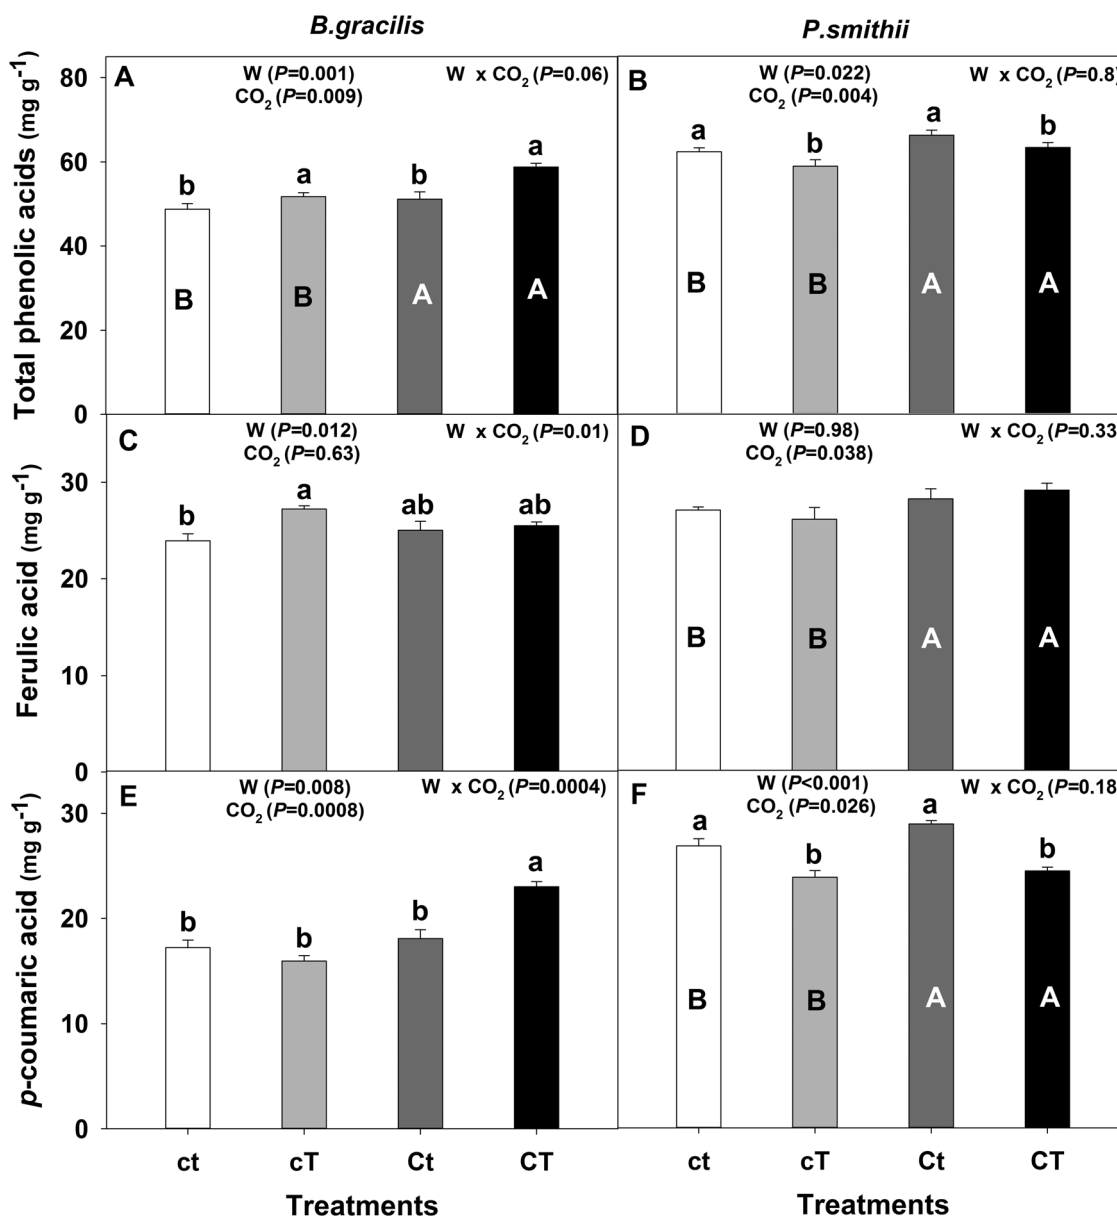 B.gracilis
P.smithii
Total phenolic acids (mg g-1)
80
60
40
20
0
A
W (P=0.001)
CO2 (P=0.009)
W x CO2 (P=0.06)
b
a
b
a
B
B
A
A
B
W (P=0.022)
CO2 (P=0.004)
W x CO2 (P=0.8)
a
b
a
b
B
B
A
A
Ferulic acid (mg g-1)
30
20
10
0
C
W (P=0.012)
CO2 (P=0.63)
W x CO2 (P=0.01)
b
a
ab
ab
D
W (P=0.98)
CO2 (P=0.038)
W x CO2 (P=0.33
B
B
A
A
p-coumaric acid (mg g-1)
30
20
10
0
E
W (P=0.008)
CO2 (P=0.0008)
W x CO2 (P=0.0004)
b
b
b
a
F
W (P<0.001)
CO2 (P=0.026)
W x CO2 (P=0.18
a
b
a
b
B
B
A
A
ct
cT
Ct
CT
ct
cT
Ct
CT
Treatments
Treatments